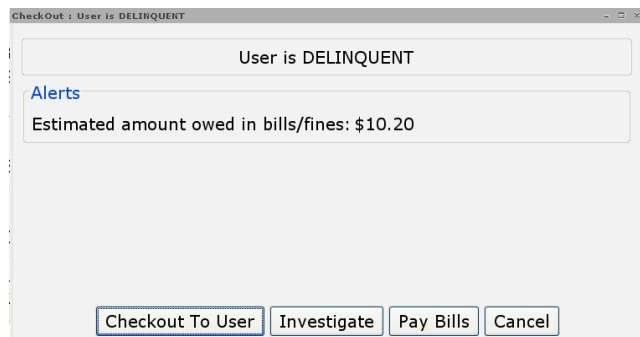 CheckOut : User is DELINQUENT
User is DELINQUENT
Alerts
Estimated amount owed in bills/fines: $10.20
Checkout To User Investigate Pay Bills Cancel